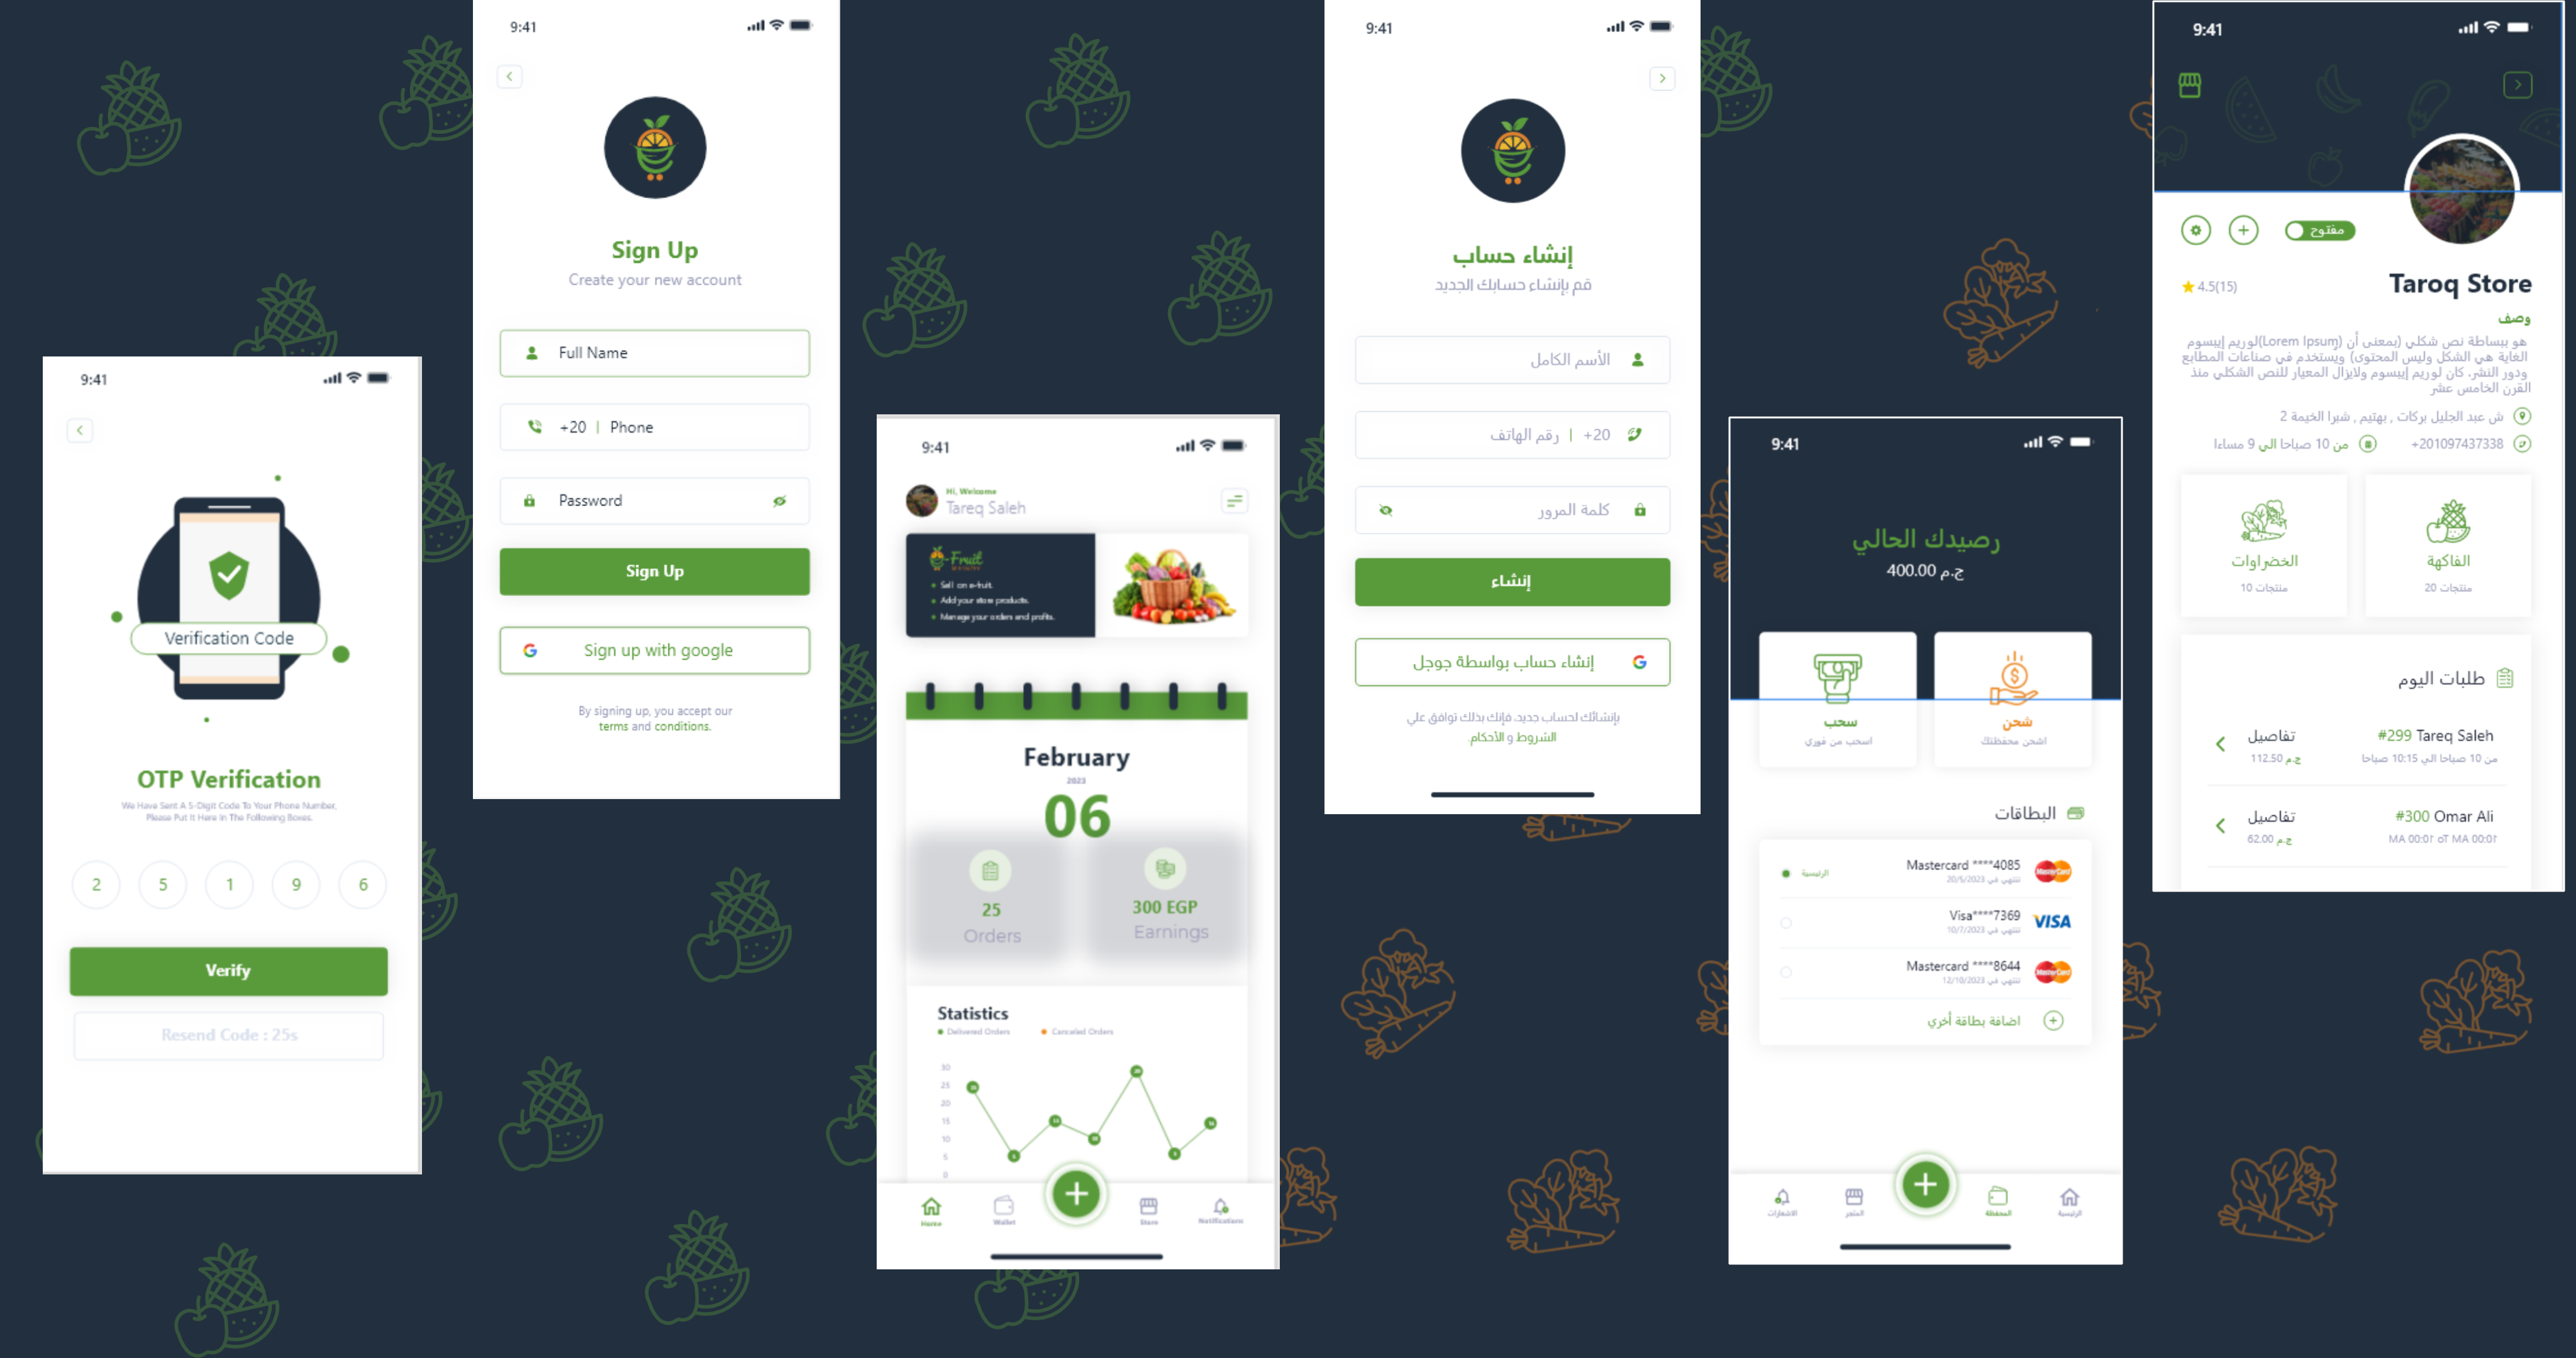 9:41
Verification Code
OTP Verification
We Have Sent A 5-Digit Code To Your Phone Number,
Please Put It Here In The Following Boxes.
2 5 1 9 6
Verify
Resend Code : 25s
9:41
Sign Up
Create your new account
Full Name
+20 | Phone
Password
Sign Up
Sign up with google
By signing up, you accept our
terms and conditions.
9:41
Hi, Welcome
Tareq Saleh
-Fruit
Sell on e-fruit.
Add your store products.
Manage your orders and profits.
February
2023
06
25
Orders
300 EGP
Earnings
Statistics
Delivered Orders
Canceled Orders
30
25
20
15
10
5
0
Home
Wallet
Store
Notifications
9:41
إنشاء حساب
قم بإنشاء حسابك الجديد
الأسم الكامل
+20 | رقم الهاتف
كلمة المرور
إنشاء
إنشاء حساب بواسطة جوجل
بإنشائك لحساب جديد، فإنك بذلك توافق علي
الشروط و الأحكام.
9:41
رصيدك الحالي
400.00 ج.م
شحن
اشحن محفظتك
سحب
اسحب من فوري
البطاقات
Mastercard ****4085
تنتهي في 20/5/2023
الرئيسية
MasterCard
Visa****7369
تنتهي في 10/7/2023
VISA
Mastercard ****8644
تنتهي في 12/10/2023
MasterCard
اضافة بطاقة أخري
الرئيسية
المحفظة
المتجر
الاشعارات
9:41
مفتوح
Taroq Store
4.5(15)
وصف
لوريم إيبسوم(Lorem Ipsum) هو ببساطة نص شكلي (بمعنى أن
الغاية هي الشكل وليس المحتوى) ويستخدم في صناعات المطابع
ودور النشر. كان لوريم إيبسوم ولايزال المعيار للنص الشكلي منذ
القرن الخامس عشر
2 ش عبد الجليل بركات , بهتيم , شبرا الخيمة
+201097437338
من 10 صباحا الي 9 مساءا
الفاكهة
20 منتجات
الخضراوات
10 منتجات
طلبات اليوم
#299 Tareq Saleh
من 10 صباحا الي 10:15 صباحا
تفاصيل
112.50 ج.م
#300 Omar Ali
تفاصيل
62.00 ج.م